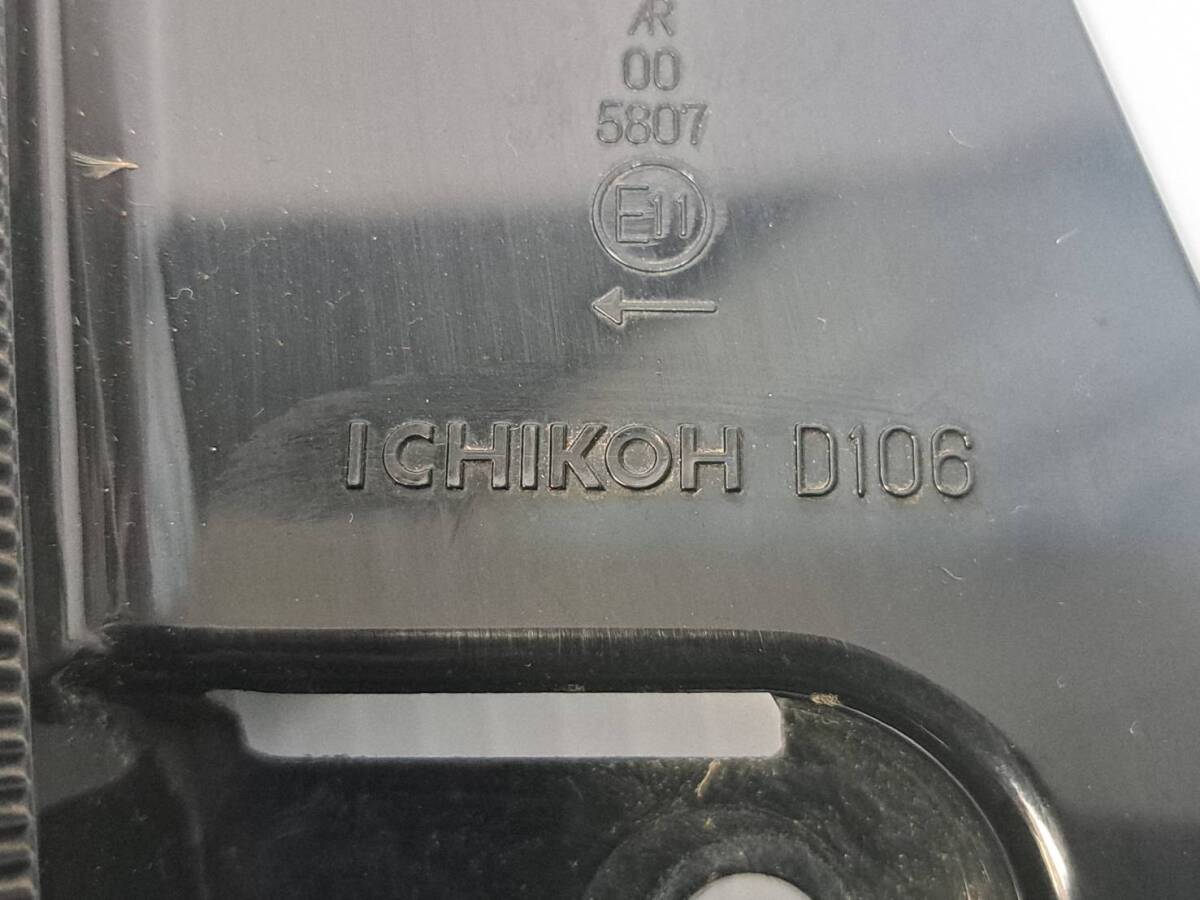 AR
00
5807
E11
←
ICHIKOH D106